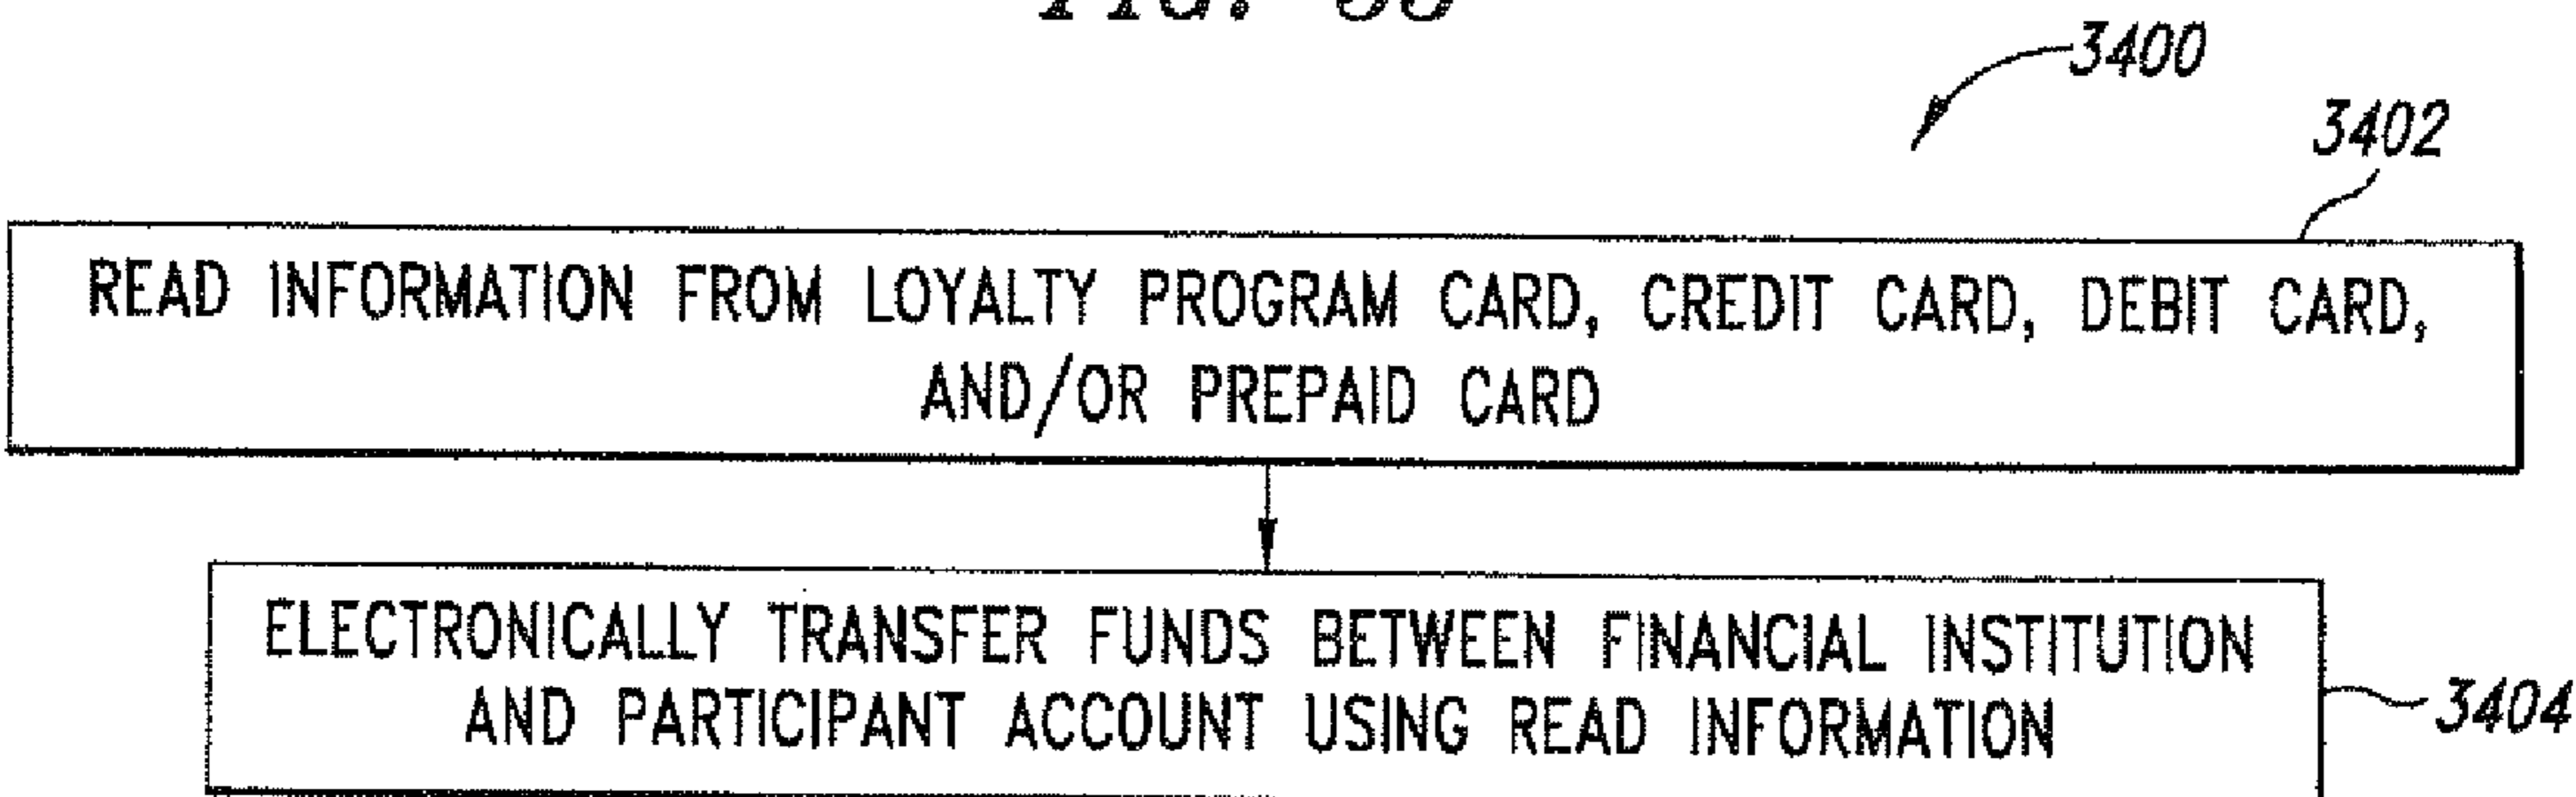 FIG.
3400
3402
READ INFORMATION FROM LOYALTY PROGRAM CARD, CREDIT CARD, DEBIT CARD,
AND/OR PREPAID CARD
ELECTRONICALLY TRANSFER FUNDS BETWEEN FINANCIAL INSTITUTION
AND PARTICIPANT ACCOUNT USING READ INFORMATION
3404